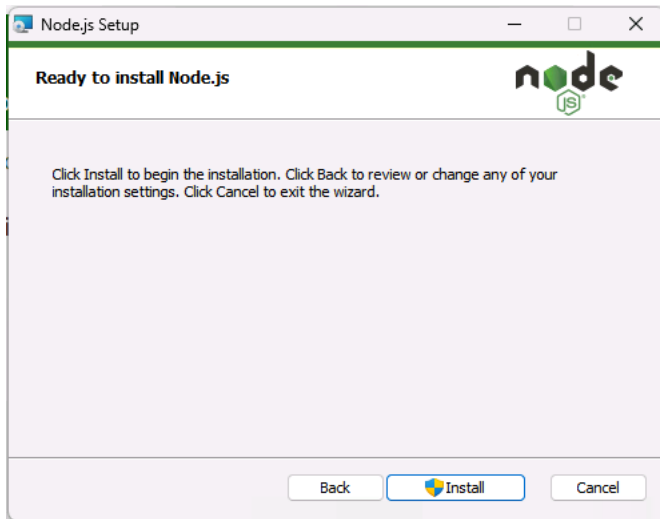 Node.js Setup
Ready to install Node.js
node
JS
Click Install to begin the installation. Click Back to review or change any of your
installation settings. Click Cancel to exit the wizard.
Back
Install
Cancel